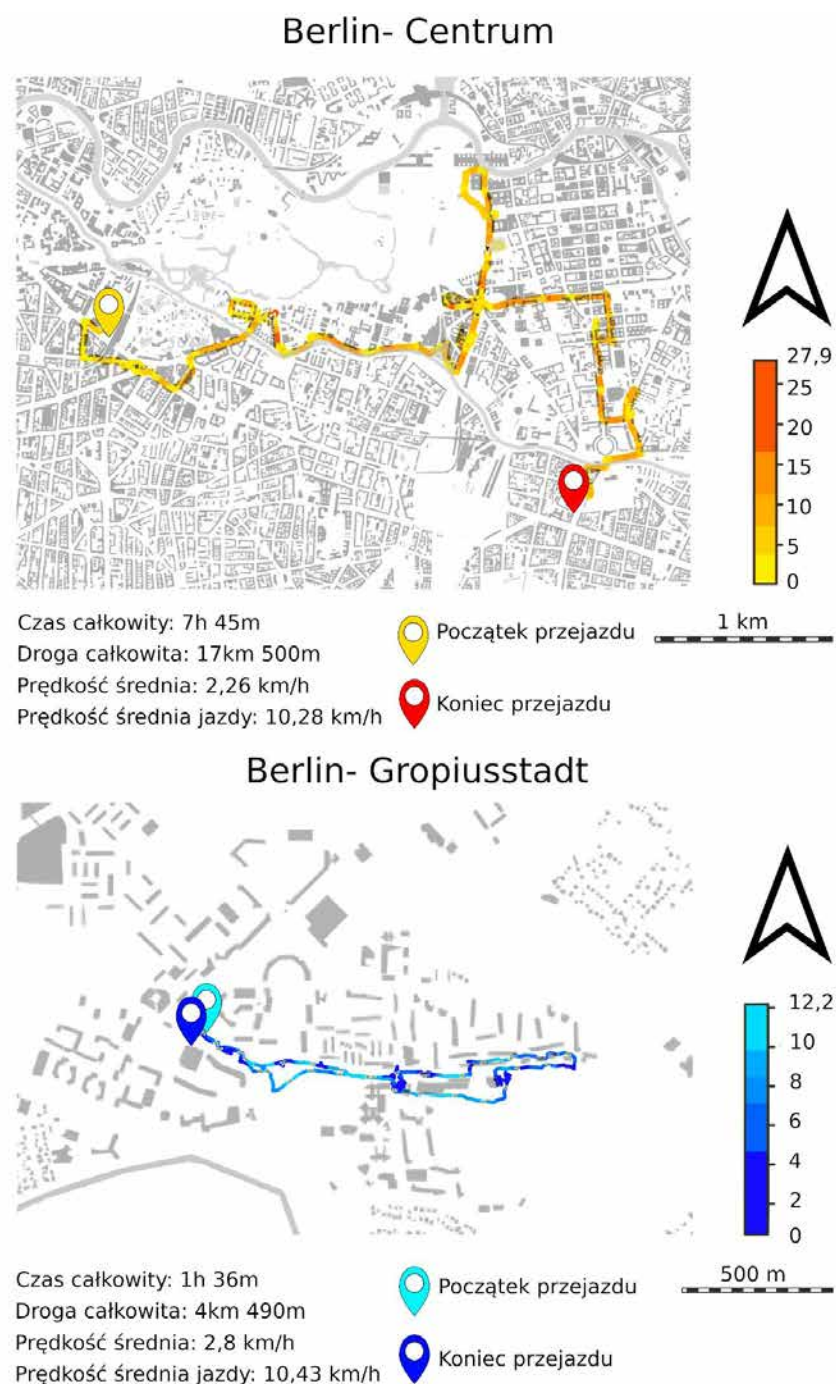 Berlin- Centrum
27,9
25
20
15
10
5
0
Czas całkowity: 7h 45m
Droga całkowita: 17km 500m
Prędkość średnia: 2,26 km/h
Prędkość średnia jazdy: 10,28 km/h
Początek przejazdu
Koniec przejazdu
1 km
Berlin- Gropiusstadt
12,2
10
8
6
4
2
0
Czas całkowity: 1h 36m
Droga całkowita: 4km 490m
Prędkość średnia: 2,8 km/h
Prędkość średnia jazdy: 10,43 km/h
Początek przejazdu
Koniec przejazdu
500 m